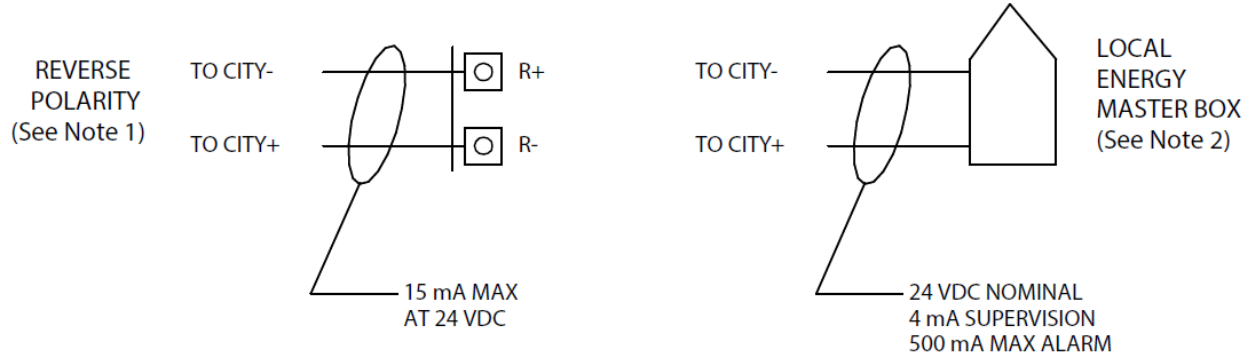 REVERSE
POLARITY
(See Note 1)
TO CITY-
R+
TO CITY+
R-
15 mA MAX
AT 24 VDC
TO CITY-
TO CITY+
LOCAL
ENERGY
MASTER BOX
(See Note 2)
24 VDC NOMINAL
4 mA SUPERVISION
500 mA MAX ALARM